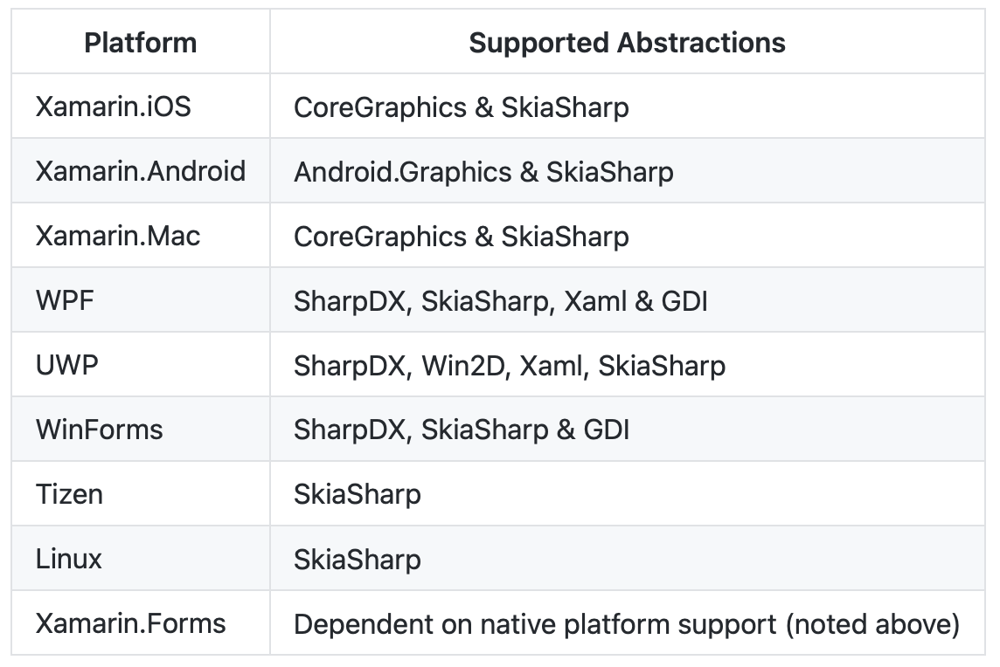 Platform Supported Abstractions
Xamarin.iOS CoreGraphics & SkiaSharp
Xamarin.Android Android.Graphics & SkiaSharp
Xamarin.Mac CoreGraphics & SkiaSharp
WPF SharpDX, SkiaSharp, Xaml & GDI
UWP SharpDX, Win2D, Xaml, SkiaSharp
WinForms SharpDX, SkiaSharp & GDI
Tizen SkiaSharp
Linux SkiaSharp
Xamarin.Forms Dependent on native platform support (noted above)